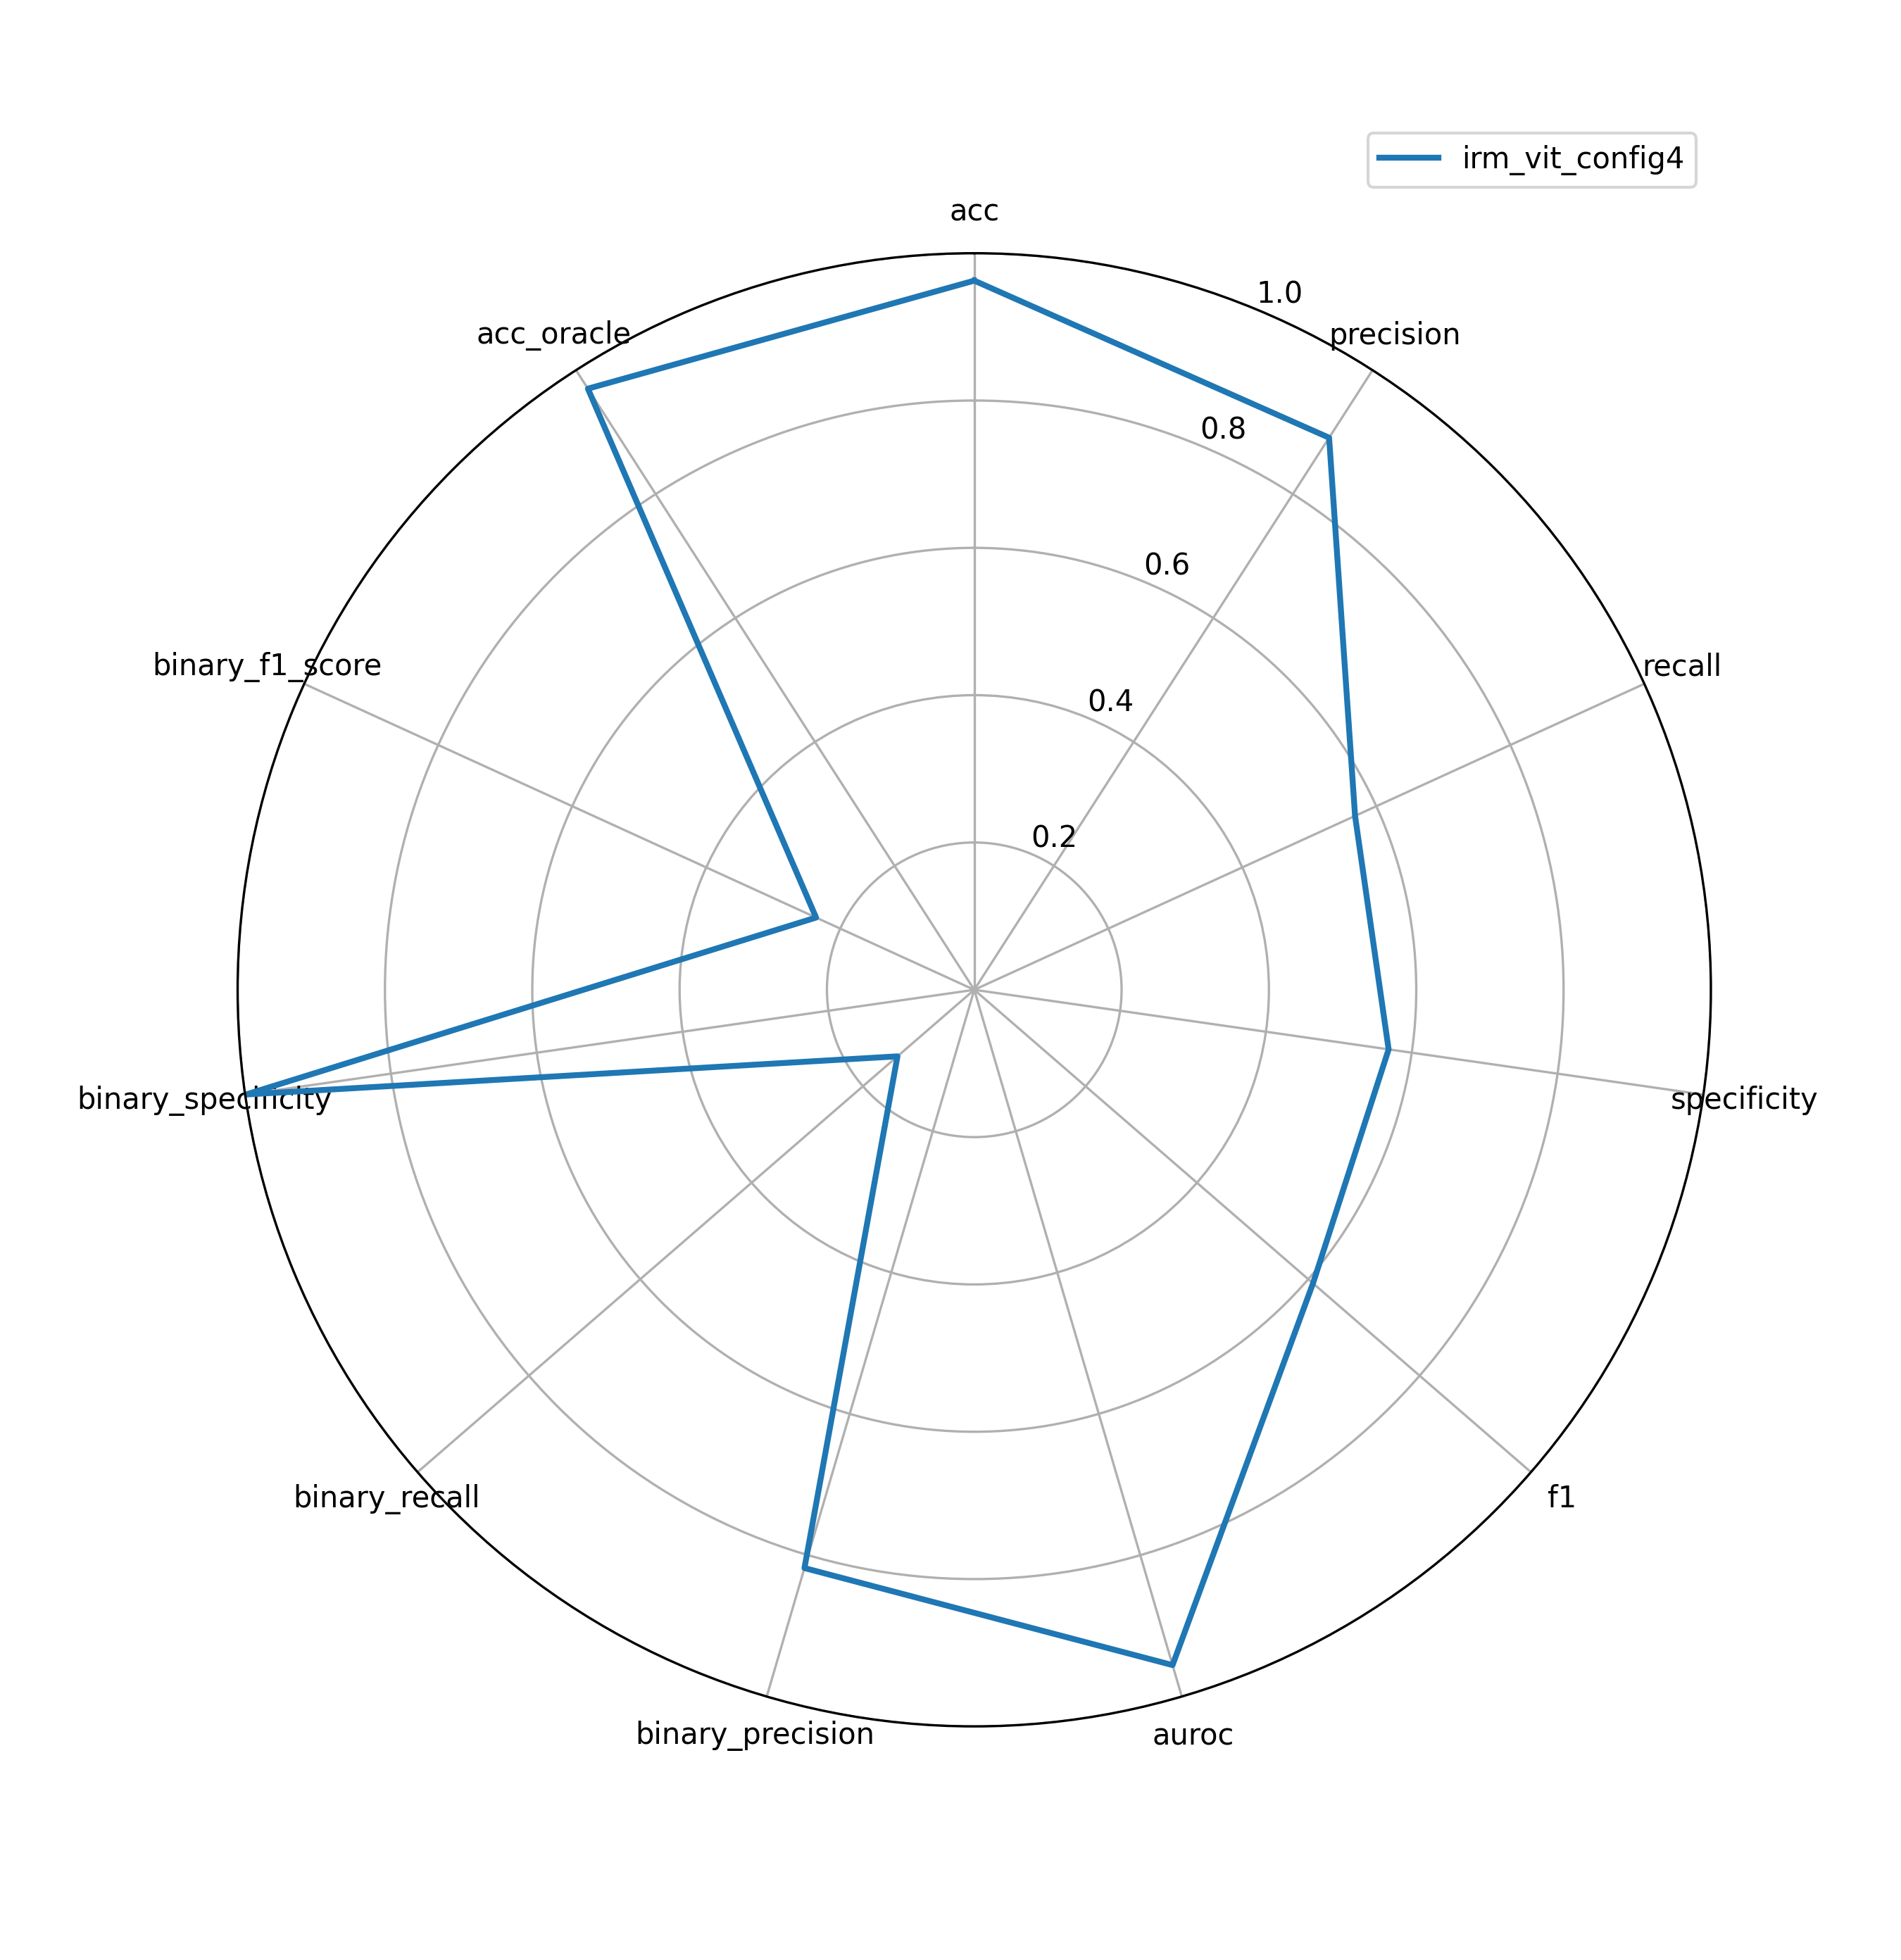 irm_vit_config4
acc
1.0
acc_oracle
precision
0.8
0.6
binary_f1_score
recall
0.4
0.2
binary_specificity
specificity
binary_recall
f1
binary_precision
auroc